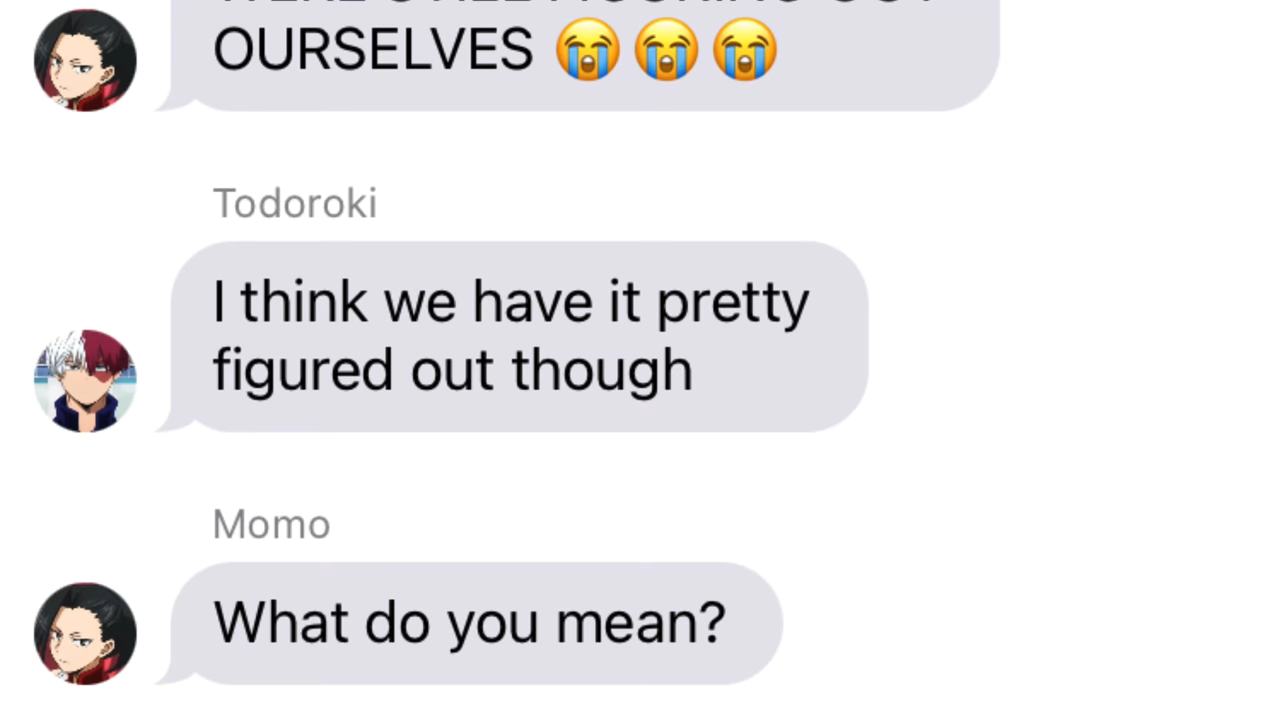 OURSELVES 😭😭😭
Todoroki
I think we have it pretty
figured out though
Momo
What do you mean?